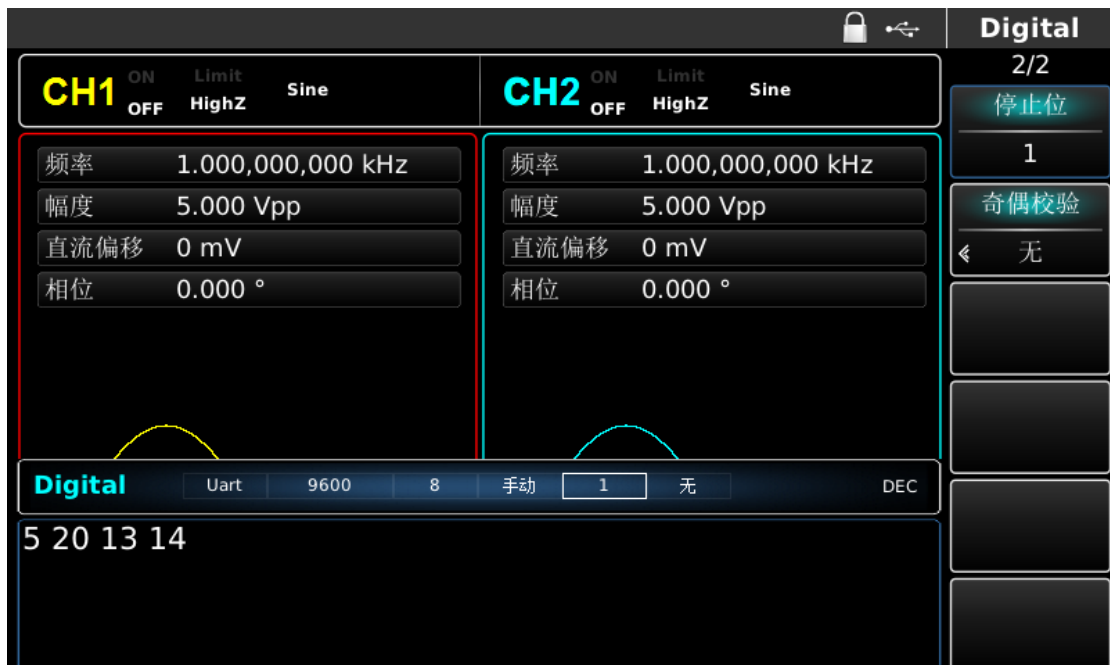 Digital
2/2
CH1 ON OFF Limit HighZ Sine
CH2 ON OFF Limit HighZ Sine
停止位
1
奇偶校验
无
频率 1.000,000,000 kHz
幅度 5.000 Vpp
直流偏移 0 mV
相位 0.000 °
频率 1.000,000,000 kHz
幅度 5.000 Vpp
直流偏移 0 mV
相位 0.000 °
Digital Uart 9600 8 手动 1 无 DEC
5 20 13 14